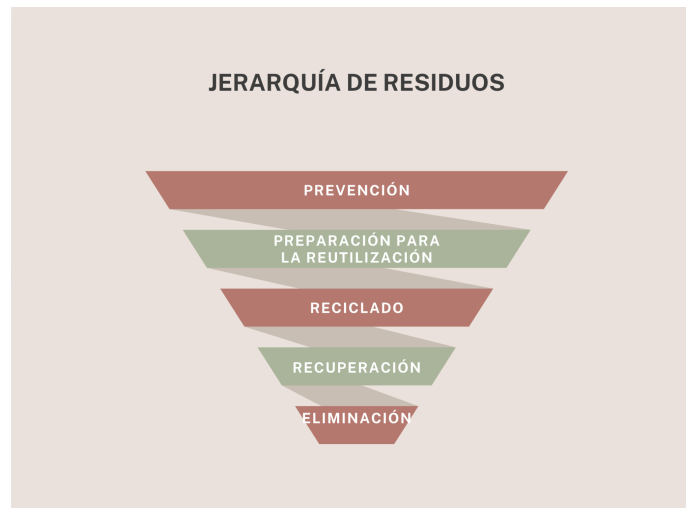 JERARQUÍA DE RESIDUOS
PREVENCIÓN
PREPARACIÓN PARA
LA REUTILIZACIÓN
RECICLADO
RECUPERACIÓN
ELIMINACIÓN